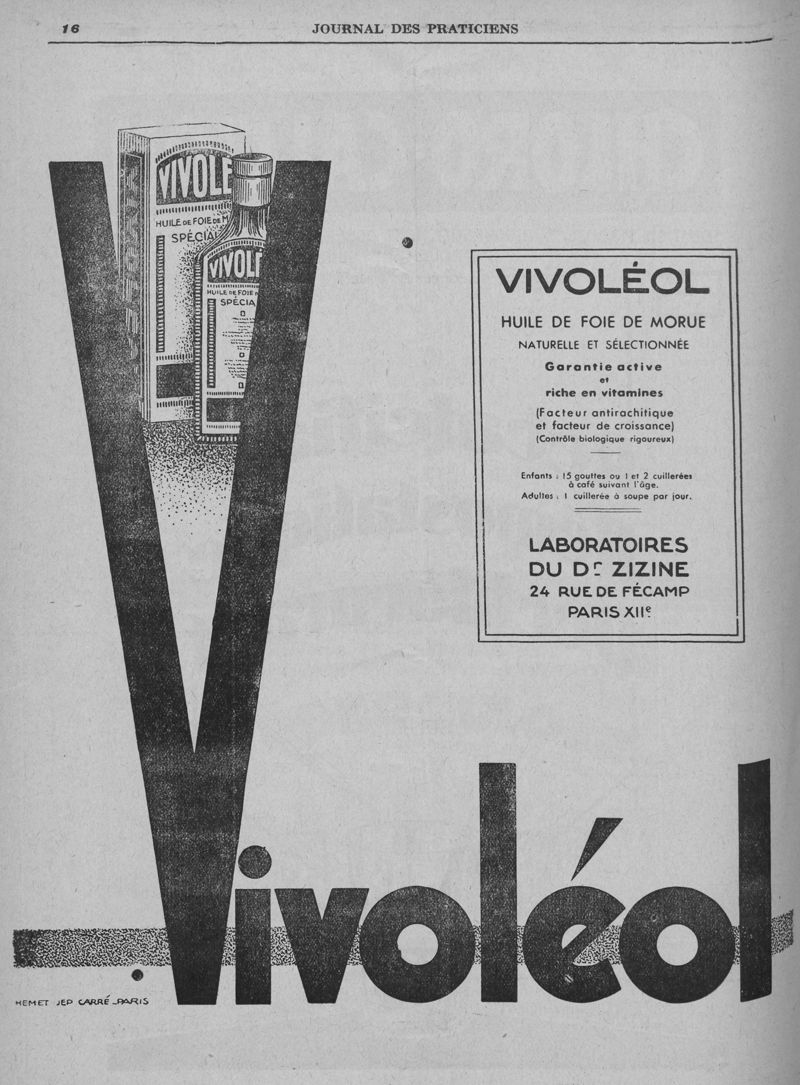 16
JOURNAL DES PRATICIENS
VIVOLÉ
HUILE DE FOIE DE M
SPÉCIAL
VIVOLÉ
HUILE DE FOIE
SPÉCIA
VIVOLÉOL
HUILE DE FOIE DE MORUE
NATURELLE ET SÉLECTIONNÉE
Garantie active
et
riche en vitamines
(Facteur antirachitique
et facteur de croissance)
(Contrôle biologique rigoureux)
Enfants : 15 gouttes ou 1 et 2 cuillerées
à café suivant l'âge.
Adultes : 1 cuillerée à soupe par jour.
LABORATOIRES
DU Dr ZIZINE
24 RUE DE FÉCAMP
PARIS XIIe
Vivoléol
HEMET JEP CARRÉ_PARIS